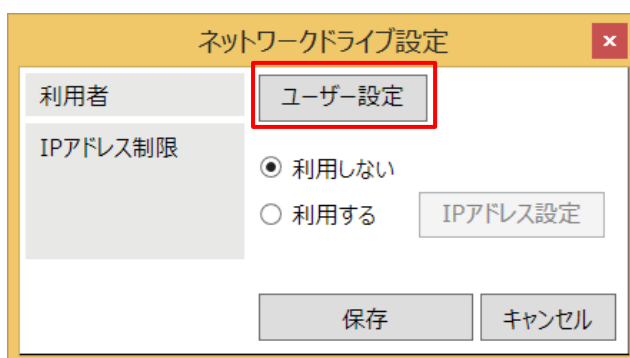 ネットワークドライブ設定
利用者
ユーザー設定
IPアドレス制限
利用しない
利用する
IPアドレス設定
保存
キャンセル